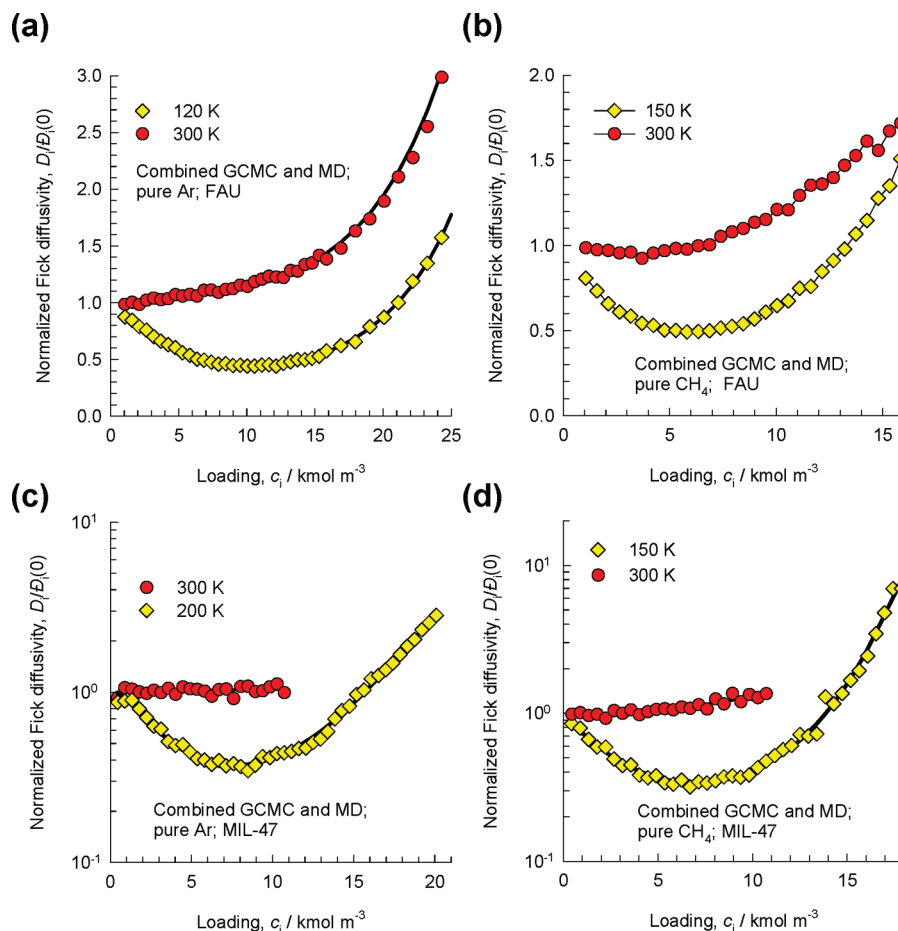 (a)
3.0
2.5
2.0
1.5
1.0
0.5
0.0
Normalized Fick diffusivity, Dᵢ/Đᵢ(0)
120 K
300 K
Combined GCMC and MD;
pure Ar; FAU
0 5 10 15 20 25
Loading, cᵢ / kmol m⁻³
(b)
2.0
1.5
1.0
0.5
0.0
Normalized Fick diffusivity, Dᵢ/Đᵢ(0)
150 K
300 K
Combined GCMC and MD;
pure CH₄; FAU
0 5 10 15
Loading, cᵢ / kmol m⁻³
(c)
10¹
10⁰
10⁻¹
Normalized Fick diffusivity, Dᵢ/Đᵢ(0)
300 K
200 K
Combined GCMC and MD;
pure Ar; MIL-47
0 5 10 15 20
Loading, cᵢ / kmol m⁻³
(d)
10¹
10⁰
10⁻¹
Normalized Fick diffusivity, Dᵢ/Đᵢ(0)
150 K
300 K
Combined GCMC and MD;
pure CH₄; MIL-47
0 5 10 15
Loading, cᵢ / kmol m⁻³